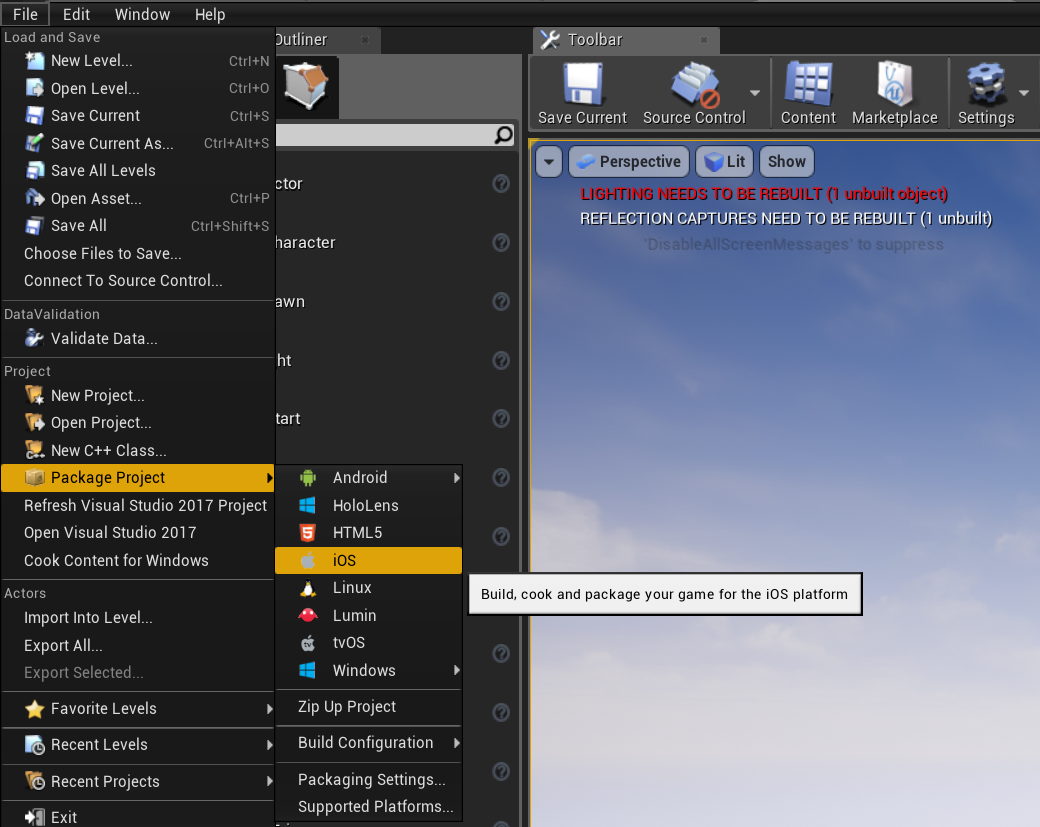 File Edit Window Help
Load and Save
New Level... Ctrl+N
Open Level... Ctrl+O
Save Current Ctrl+S
Save Current As... Ctrl+Alt+S
Save All Levels
Open Asset... Ctrl+P
Save All Ctrl+Shift+S
Choose Files to Save...
Connect To Source Control...
DataValidation
Validate Data...
Project
New Project...
Open Project...
New C++ Class...
Package Project
Refresh Visual Studio 2017 Project
Open Visual Studio 2017
Cook Content for Windows
Actors
Import Into Level...
Export All...
Export Selected...
Favorite Levels
Recent Levels
Recent Projects
Exit
Outliner
ctor
haracter
awn
ht
tart
Android
HoloLens
HTML5
iOS
Linux
Lumin
tvOS
Windows
Zip Up Project
Build Configuration
Packaging Settings...
Supported Platforms...
Build, cook and package your game for the iOS platform
Toolbar
Save Current Source Control Content Marketplace Settings
Perspective Lit Show
LIGHTING NEEDS TO BE REBUILT (1 unbuilt object)
REFLECTION CAPTURES NEED TO BE REBUILT (1 unbuilt)
'DisableAllScreenMessages' to suppress